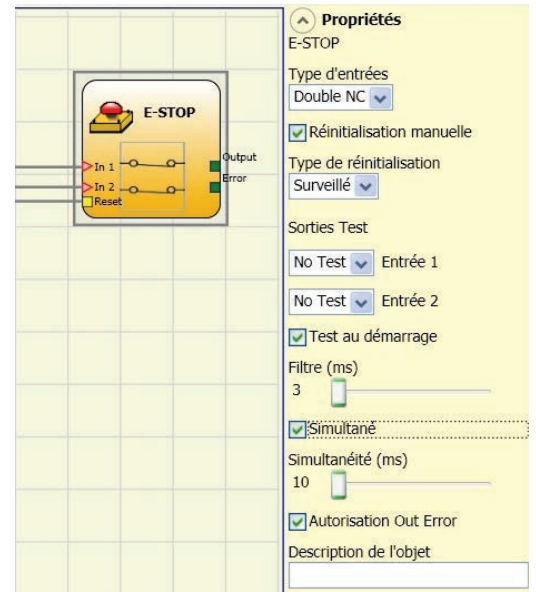 E-STOP
In 1
In 2
Reset
Output
Error
Propriétés
E-STOP
Type d'entrées
Double NC
Réinitialisation manuelle
Type de réinitialisation
Surveillé
Sorties Test
No Test Entrée 1
No Test Entrée 2
Test au démarrage
Filtre (ms)
3
Simultané
Simultanéité (ms)
10
Autorisation Out Error
Description de l'objet